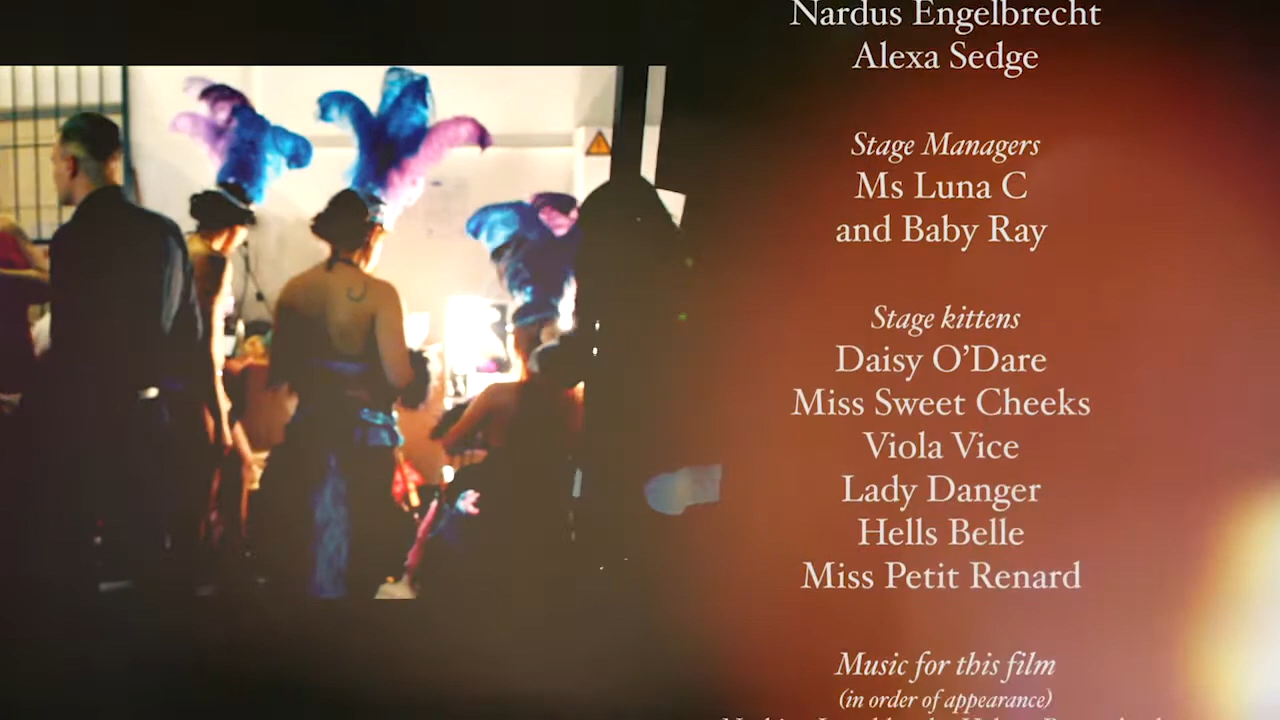 Nardus Engelbrecht
Alexa Sedge
Stage Managers
Ms Luna C
and Baby Ray
Stage kittens
Daisy O’Dare
Miss Sweet Cheeks
Viola Vice
Lady Danger
Hells Belle
Miss Petit Renard
Music for this film
(in order of appearance)